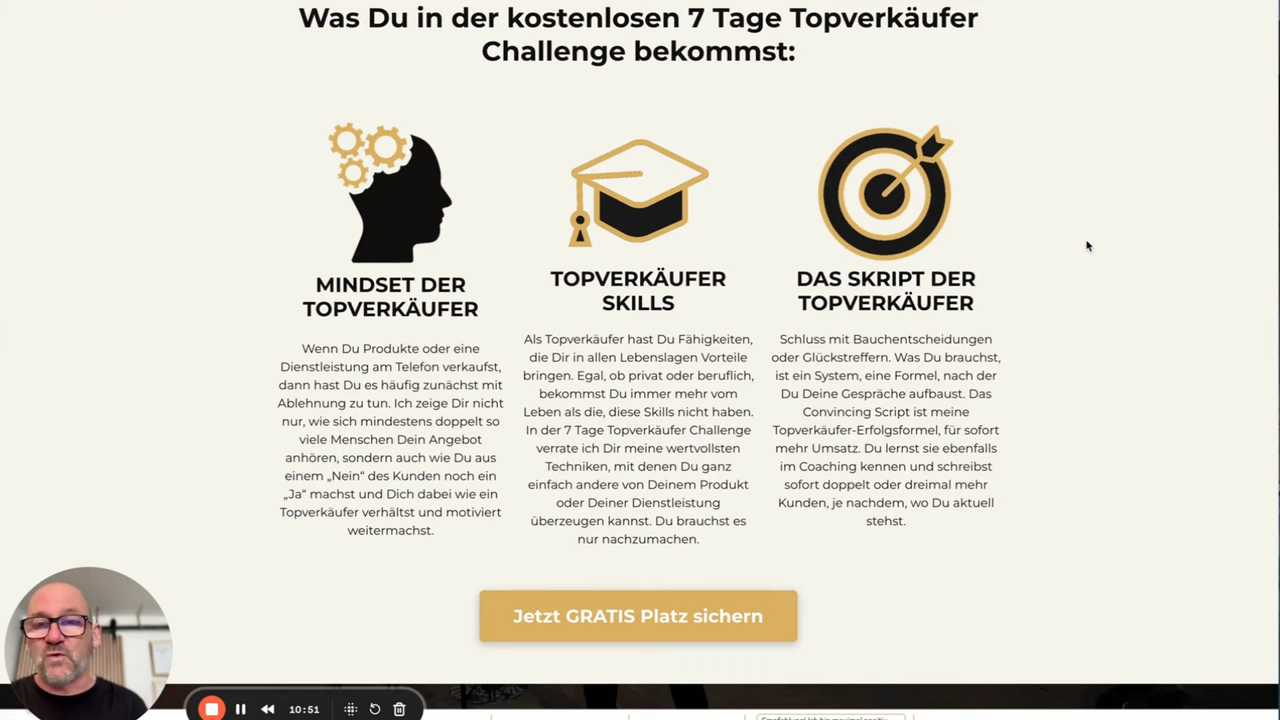 Was Du in der kostenlosen 7 Tage Topverkäufer
Challenge bekommst:
MINDSET DER
TOPVERKÄUFER
Wenn Du Produkte oder eine
Dienstleistung am Telefon verkaufst,
dann hast Du es häufig zunächst mit
Ablehnung zu tun. Ich zeige Dir nicht
nur, wie sich mindestens doppelt so
viele Menschen Dein Angebot
anhören, sondern auch wie Du aus
einem „Nein“ des Kunden noch ein
„Ja“ machst und Dich dabei wie ein
Topverkäufer verhältst und motiviert
weitermachst.
TOPVERKÄUFER
SKILLS
Als Topverkäufer hast Du Fähigkeiten,
die Dir in allen Lebenslagen Vorteile
bringen. Egal, ob privat oder beruflich,
bekommst Du immer mehr vom
Leben als die, diese Skills nicht haben.
In der 7 Tage Topverkäufer Challenge
verrate ich Dir meine wertvollsten
Techniken, mit denen Du ganz
einfach andere von Deinem Produkt
oder Deiner Dienstleistung
überzeugen kannst. Du brauchst es
nur nachzumachen.
DAS SKRIPT DER
TOPVERKÄUFER
Schluss mit Bauchentscheidungen
oder Glückstreffern. Was Du brauchst,
ist ein System, eine Formel, nach der
Du Deine Gespräche aufbaust. Das
Convincing Script ist meine
Topverkäufer-Erfolgsformel, für sofort
mehr Umsatz. Du lernst sie ebenfalls
im Coaching kennen und schreibst
sofort doppelt oder dreimal mehr
Kunden, je nachdem, wo Du aktuell
stehst.
Jetzt GRATIS Platz sichern
10:51